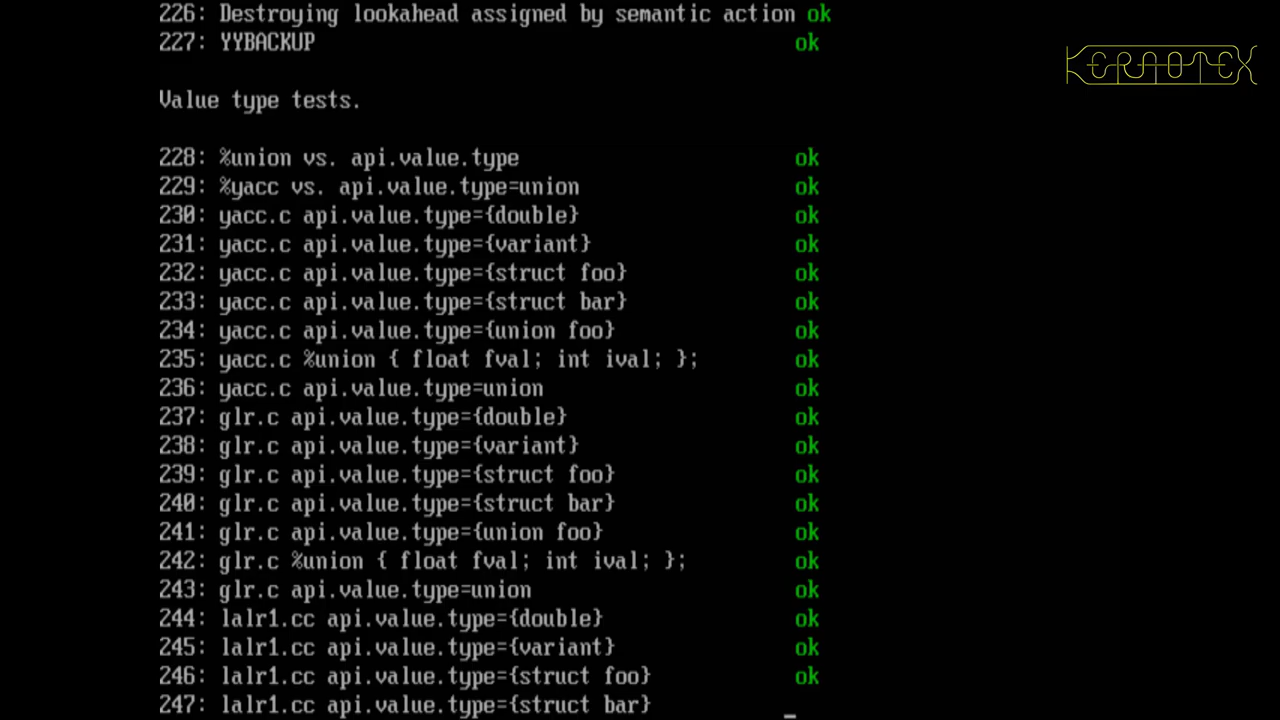 226: Destroying lookahead assigned by semantic action ok
227: YYBACKUP ok
KERNOTEX
Value type tests.
228: %union vs. api.value.type ok
229: %yacc vs. api.value.type=union ok
230: yacc.c api.value.type={double} ok
231: yacc.c api.value.type={variant} ok
232: yacc.c api.value.type={struct foo} ok
233: yacc.c api.value.type={struct bar} ok
234: yacc.c api.value.type={union foo} ok
235: yacc.c %union { float fval; int ival; }; ok
236: yacc.c api.value.type=union ok
237: glr.c api.value.type={double} ok
238: glr.c api.value.type={variant} ok
239: glr.c api.value.type={struct foo} ok
240: glr.c api.value.type={struct bar} ok
241: glr.c api.value.type={union foo} ok
242: glr.c %union { float fval; int ival; }; ok
243: glr.c api.value.type=union ok
244: lalr1.cc api.value.type={double} ok
245: lalr1.cc api.value.type={variant} ok
246: lalr1.cc api.value.type={struct foo} ok
247: lalr1.cc api.value.type={struct bar} _